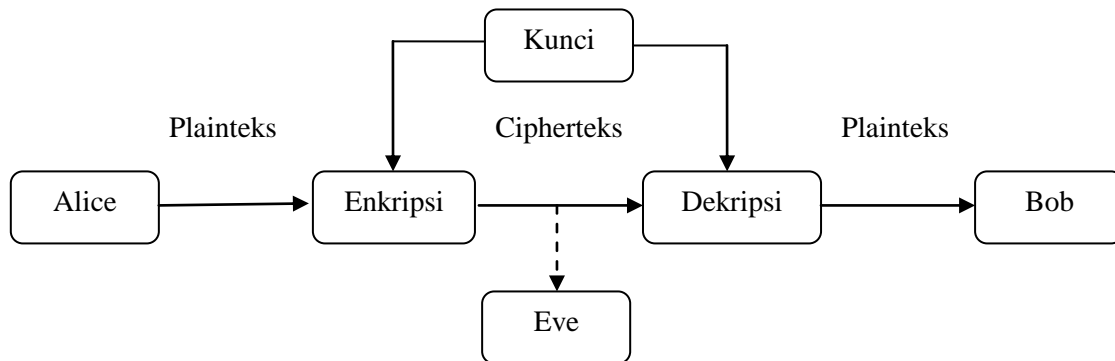 Kunci
Plainteks Cipherteks Plainteks
Alice Enkripsi Dekripsi Bob
Eve